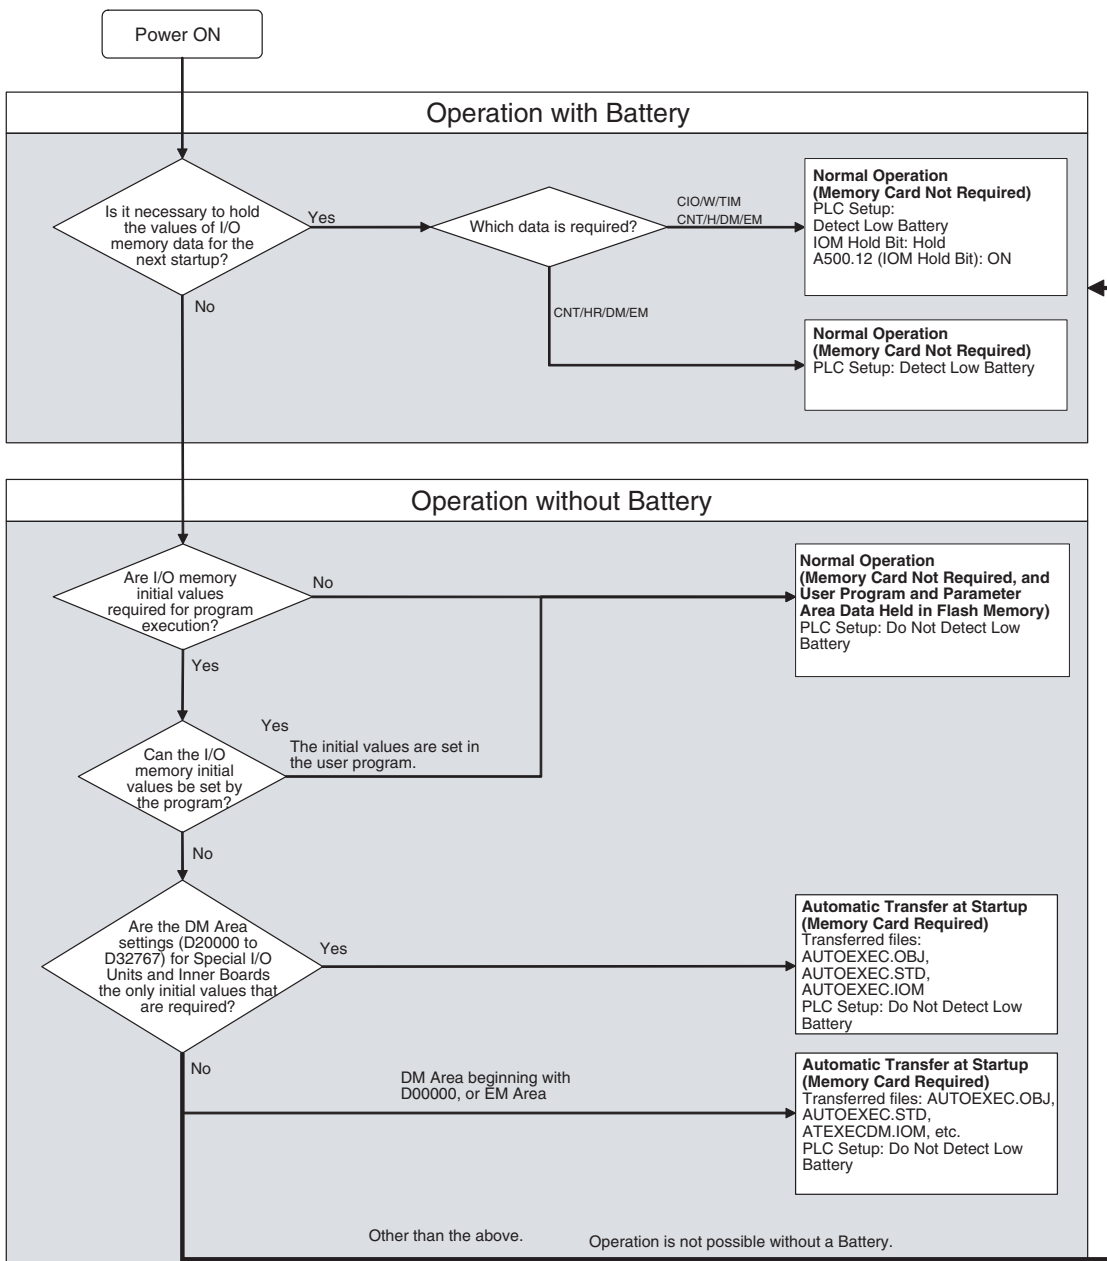 Power ON
Operation with Battery
Is it necessary to hold
the values of I/O
memory data for the
next startup?
Yes
No
Which data is required?
CIO/W/TIM
CNT/H/DM/EM
CNT/HR/DM/EM
Normal Operation
(Memory Card Not Required)
PLC Setup:
Detect Low Battery
IOM Hold Bit: Hold
A500.12 (IOM Hold Bit): ON
Normal Operation
(Memory Card Not Required)
PLC Setup: Detect Low Battery
Operation without Battery
Are I/O memory
initial values
required for program
execution?
No
Yes
Normal Operation
(Memory Card Not Required, and
User Program and Parameter
Area Data Held in Flash Memory)
PLC Setup: Do Not Detect Low
Battery
Can the I/O
memory initial
values be set by
the program?
Yes
The initial values are set in
the user program.
No
Are the DM Area
settings (D20000 to
D32767) for Special I/O
Units and Inner Boards
the only initial values that
are required?
Yes
No
Automatic Transfer at Startup
(Memory Card Required)
Transferred files:
AUTOEXEC.OBJ,
AUTOEXEC.STD,
AUTOEXEC.IOM
PLC Setup: Do Not Detect Low
Battery
DM Area beginning with
D00000, or EM Area
Automatic Transfer at Startup
(Memory Card Required)
Transferred files: AUTOEXEC.OBJ,
AUTOEXEC.STD,
ATEXECDM.IOM, etc.
PLC Setup: Do Not Detect Low
Battery
Other than the above.
Operation is not possible without a Battery.